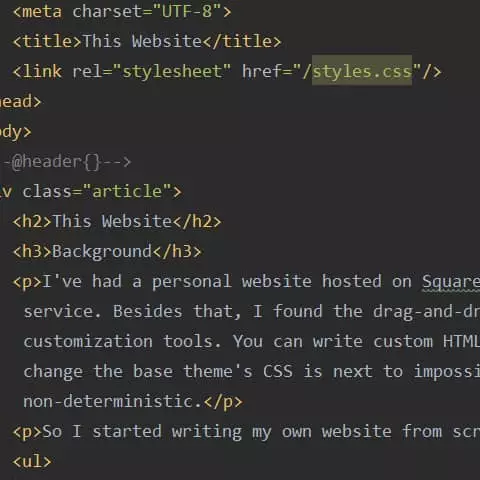 <meta charset="UTF-8">
<title>This Website</title>
<link rel="stylesheet" href="/styles.css"/>
head>
ody>
-@header{}-->
iv class="article">
<h2>This Website</h2>
<h3>Background</h3>
<p>I've had a personal website hosted on Square
service. Besides that, I found the drag-and-dr
customization tools. You can write custom HTML
change the base theme's CSS is next to impossi
non-deterministic.</p>
<p>So I started writing my own website from scr
<ul>